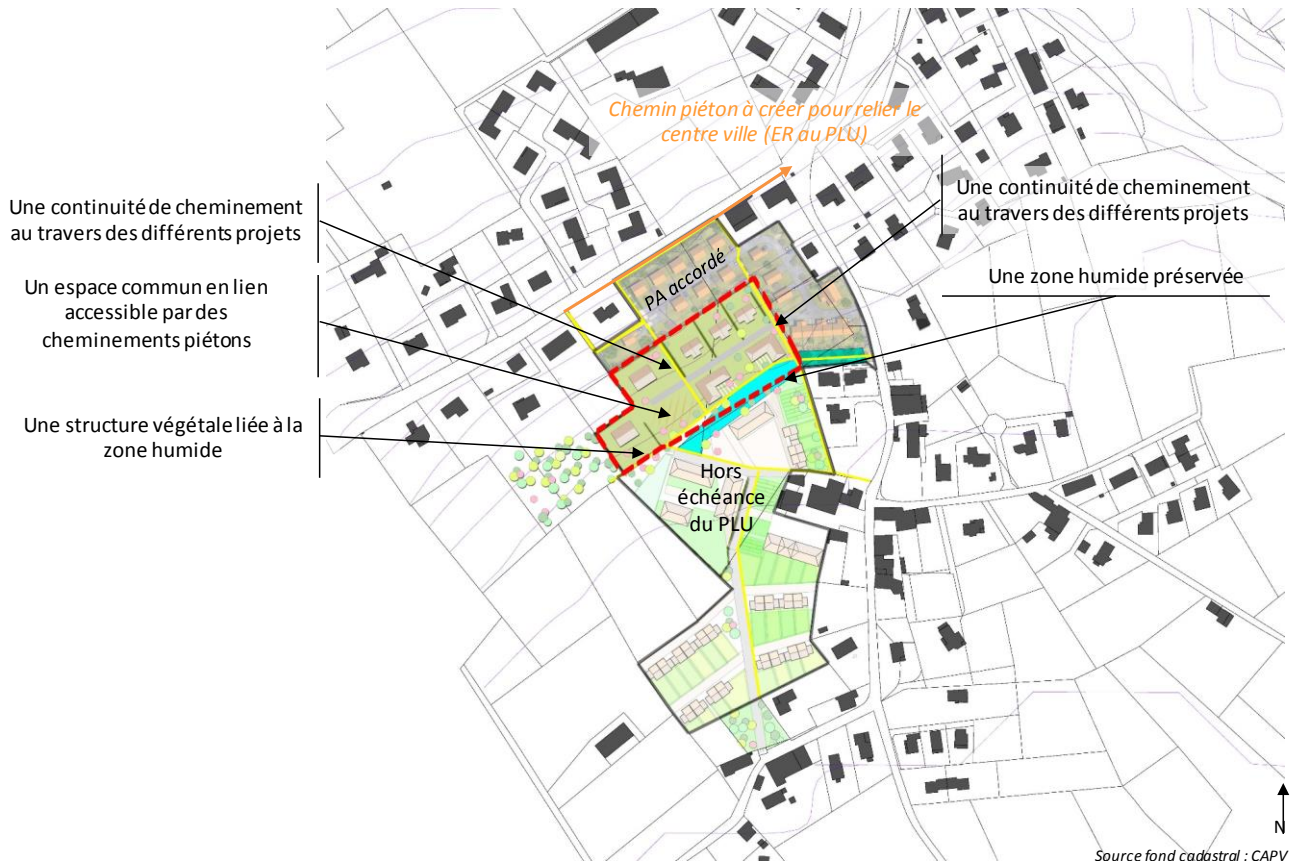 Chemin piéton à créer pour relier le
centre ville (ER au PLU)
Une continuité de cheminement
au travers des différents projets
Un espace commun en lien
accessible par des
cheminements piétons
Une structure végétale liée à la
zone humide
Une continuité de cheminement
au travers des différents projets
Une zone humide préservée
PA accordé
Hors
échéance
du PLU
N
Source fond cadastral : CAPV